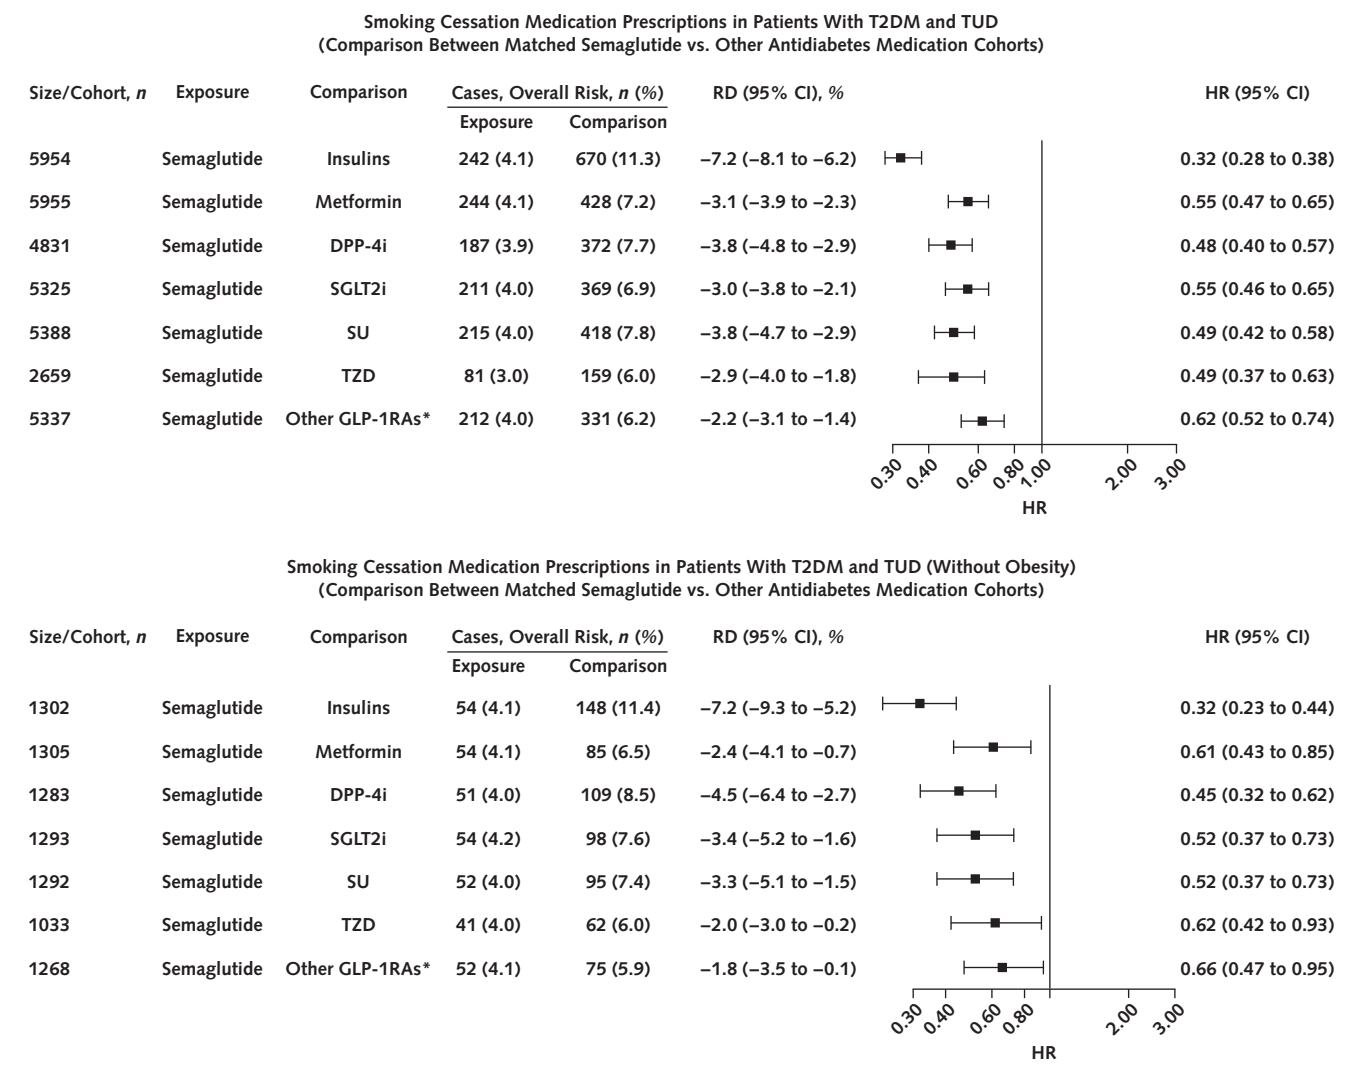 Smoking Cessation Medication Prescriptions in Patients With T2DM and TUD
(Comparison Between Matched Semaglutide vs. Other Antidiabetes Medication Cohorts)
Size/Cohort, n Exposure Comparison Cases, Overall Risk, n (%) RD (95% CI), % HR (95% CI)
Exposure Comparison
5954 Semaglutide Insulins 242 (4.1) 670 (11.3) −7.2 (−8.1 to −6.2) 0.32 (0.28 to 0.38)
5955 Semaglutide Metformin 244 (4.1) 428 (7.2) −3.1 (−3.9 to −2.3) 0.55 (0.47 to 0.65)
4831 Semaglutide DPP-4i 187 (3.9) 372 (7.7) −3.8 (−4.8 to −2.9) 0.48 (0.40 to 0.57)
5325 Semaglutide SGLT2i 211 (4.0) 369 (6.9) −3.0 (−3.8 to −2.1) 0.55 (0.46 to 0.65)
5388 Semaglutide SU 215 (4.0) 418 (7.8) −3.8 (−4.7 to −2.9) 0.49 (0.42 to 0.58)
2659 Semaglutide TZD 81 (3.0) 159 (6.0) −2.9 (−4.0 to −1.8) 0.49 (0.37 to 0.63)
5337 Semaglutide Other GLP-1RAs* 212 (4.0) 331 (6.2) −2.2 (−3.1 to −1.4) 0.62 (0.52 to 0.74)
0.30 0.40 0.60 0.80 1.00 2.00 3.00
HR
Smoking Cessation Medication Prescriptions in Patients With T2DM and TUD (Without Obesity)
(Comparison Between Matched Semaglutide vs. Other Antidiabetes Medication Cohorts)
Size/Cohort, n Exposure Comparison Cases, Overall Risk, n (%) RD (95% CI), % HR (95% CI)
Exposure Comparison
1302 Semaglutide Insulins 54 (4.1) 148 (11.4) −7.2 (−9.3 to −5.2) 0.32 (0.23 to 0.44)
1305 Semaglutide Metformin 54 (4.1) 85 (6.5) −2.4 (−4.1 to −0.7) 0.61 (0.43 to 0.85)
1283 Semaglutide DPP-4i 51 (4.0) 109 (8.5) −4.5 (−6.4 to −2.7) 0.45 (0.32 to 0.62)
1293 Semaglutide SGLT2i 54 (4.2) 98 (7.6) −3.4 (−5.2 to −1.6) 0.52 (0.37 to 0.73)
1292 Semaglutide SU 52 (4.0) 95 (7.4) −3.3 (−5.1 to −1.5) 0.52 (0.37 to 0.73)
1033 Semaglutide TZD 41 (4.0) 62 (6.0) −2.0 (−3.0 to −0.2) 0.62 (0.42 to 0.93)
1268 Semaglutide Other GLP-1RAs* 52 (4.1) 75 (5.9) −1.8 (−3.5 to −0.1) 0.66 (0.47 to 0.95)
0.30 0.40 0.60 0.80 2.00 3.00
HR